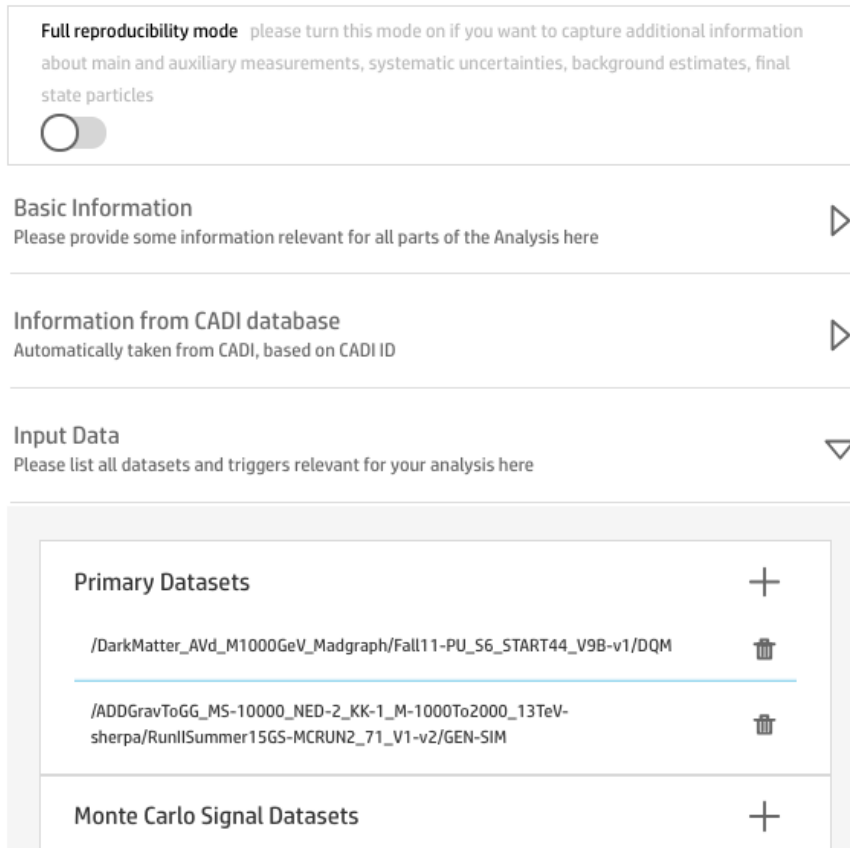 Full reproducibility mode please turn this mode on if you want to capture additional information
about main and auxiliary measurements, systematic uncertainties, background estimates, final
state particles
Basic Information
Please provide some information relevant for all parts of the Analysis here
Information from CADI database
Automatically taken from CADI, based on CADI ID
Input Data
Please list all datasets and triggers relevant for your analysis here
Primary Datasets
/DarkMatter_AVd_M1000GeV_Madgraph/Fall11-PU_S6_START44_V9B-v1/DQM
/ADDGravToGG_MS-10000_NED-2_KK-1_M-1000To2000_13TeV-
sherpa/RunIISummer15GS-MCRUN2_71_V1-v2/GEN-SIM
Monte Carlo Signal Datasets